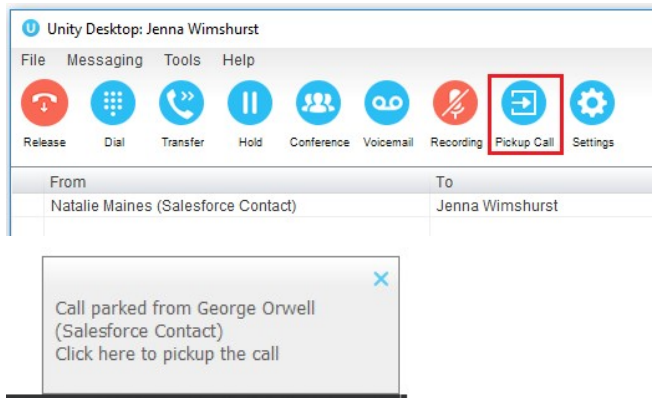 Unity Desktop: Jenna Wimshurst
File Messaging Tools Help
Release Dial Transfer Hold Conference Voicemail Recording Pickup Call Settings
From To
Natalie Maines (Salesforce Contact) Jenna Wimshurst
Call parked from George Orwell
(Salesforce Contact)
Click here to pickup the call